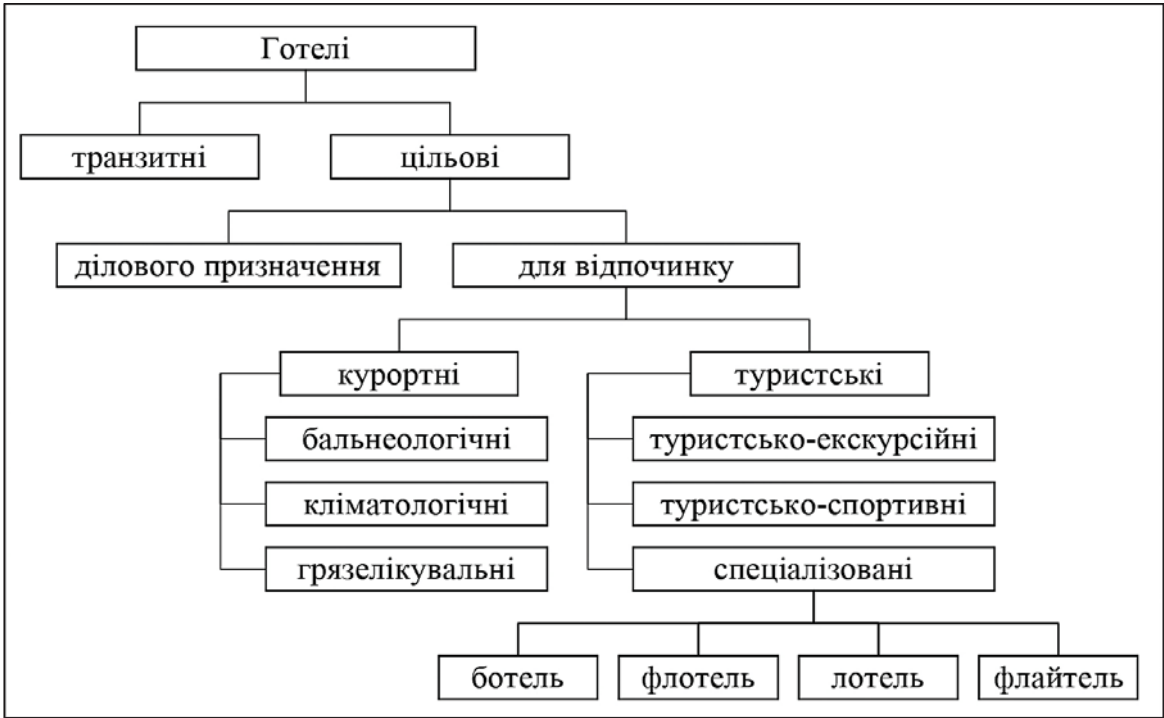 Готелі
транзитні
цільові
ділового призначення
для відпочинку
курортні
туристські
бальнеологічні
туристсько-екскурсійні
кліматологічні
туристсько-спортивні
грязелікувальні
спеціалізовані
ботель
флотель
лотель
флайтель